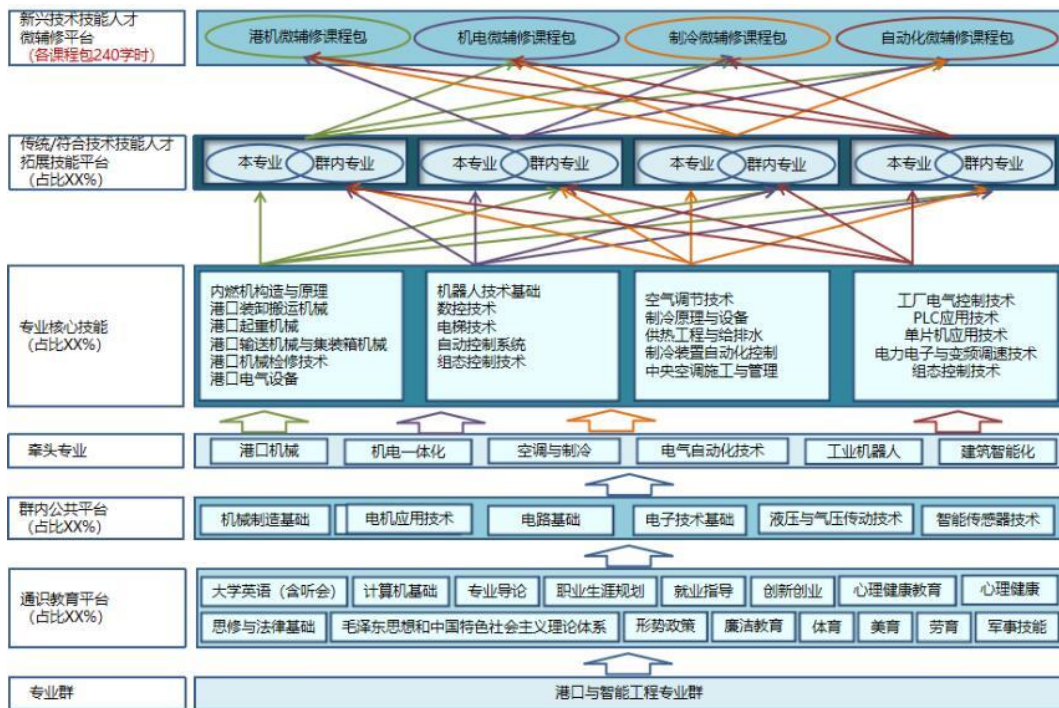 新兴技术技能人才
微辅修平台
（各课程包240学时）
港机微辅修课程包
机电微辅修课程包
制冷微辅修课程包
自动化微辅修课程包
传统/符合技术技能人才
拓展技能平台
（占比XX%）
本专业
群内专业
本专业
群内专业
本专业
群内专业
本专业
群内专业
专业核心技能
（占比XX%）
内燃机构造与原理
港口装卸搬运机械
港口起重机械
港口输送机械与集装箱机械
港口机械检修技术
港口电气设备
机器人技术基础
数控技术
电梯技术
自动控制系统
组态控制技术
空气调节技术
制冷原理与设备
供热工程与给排水
制冷装置自动化控制
中央空调施工与管理
工厂电气控制技术
PLC应用技术
单片机应用技术
电力电子与变频调速技术
组态控制技术
牵头专业
港口机械
机电一体化
空调与制冷
电气自动化技术
工业机器人
建筑智能化
群内公共平台
（占比XX%）
机械制造基础
电机应用技术
电路基础
电子技术基础
液压与气压传动技术
智能传感器技术
通识教育平台
（占比XX%）
大学英语（含听会）
计算机基础
专业导论
职业生涯规划
就业指导
创新创业
心理健康教育
心理健康
思修与法律基础
毛泽东思想和中国特色社会主义理论体系
形势政策
廉洁教育
体育
美育
劳育
军事技能
专业群
港口与智能工程专业群